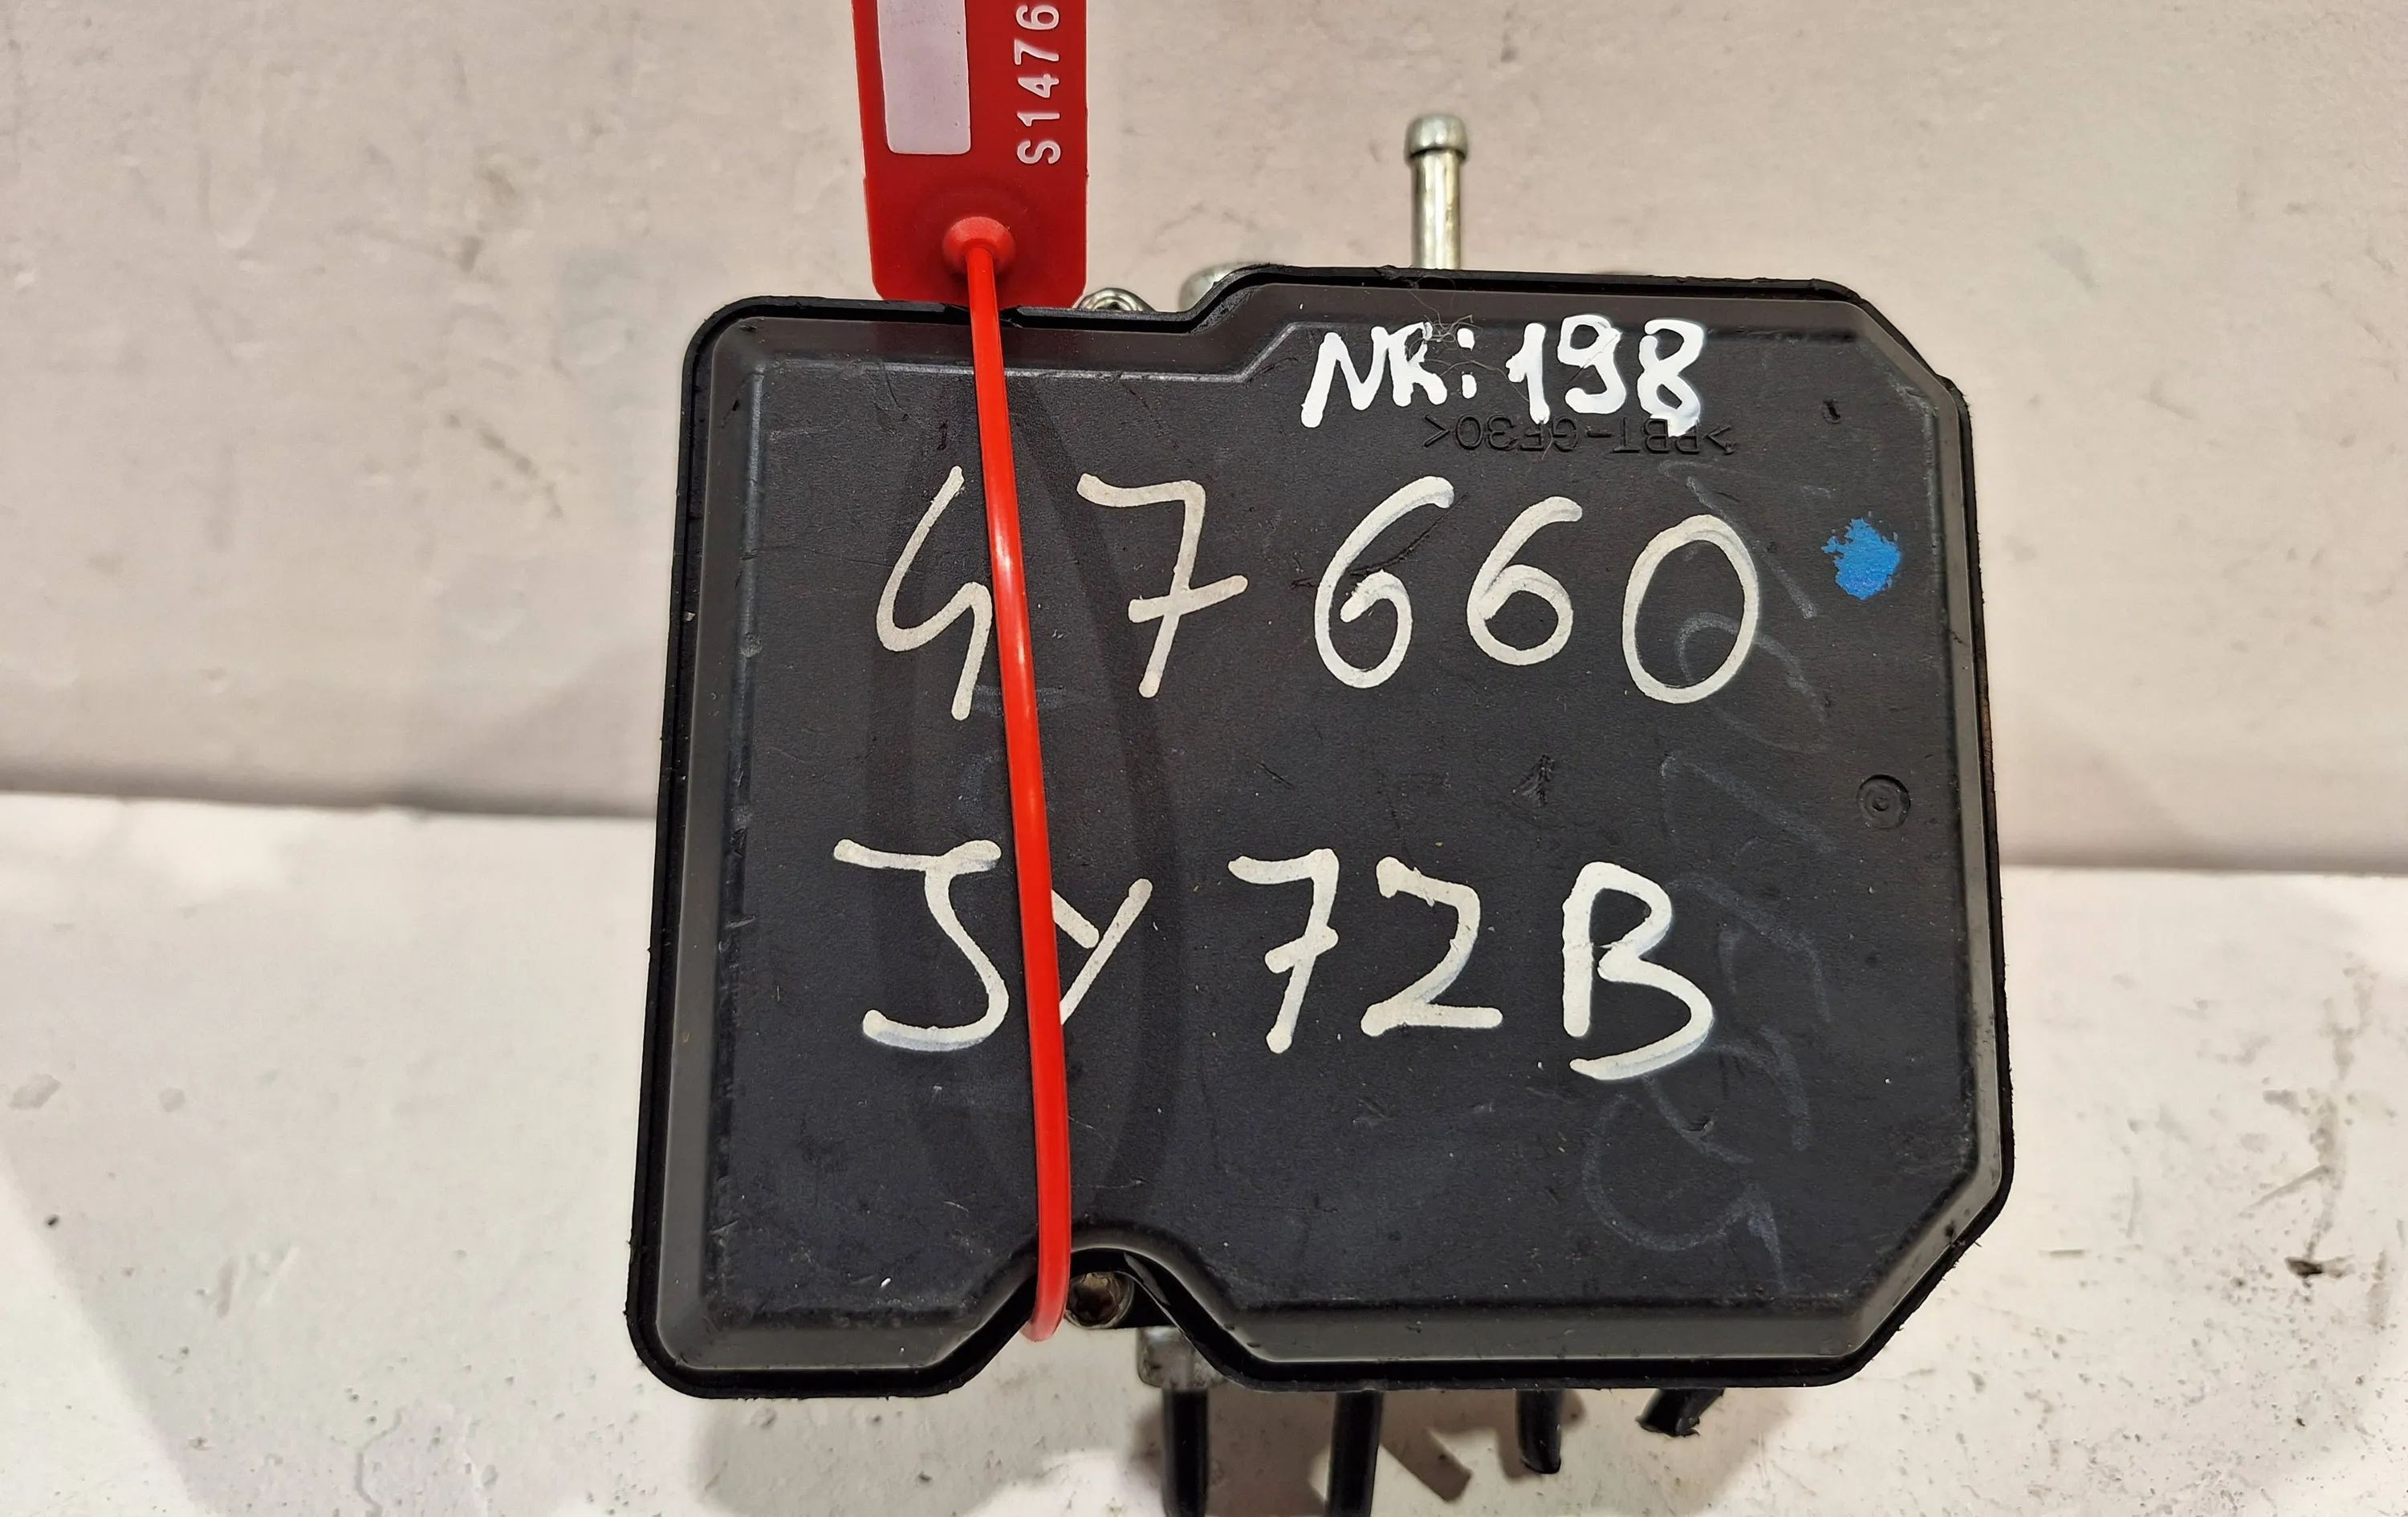 S1476
NR: 198
>PBT-GF30<
47660
JY72B